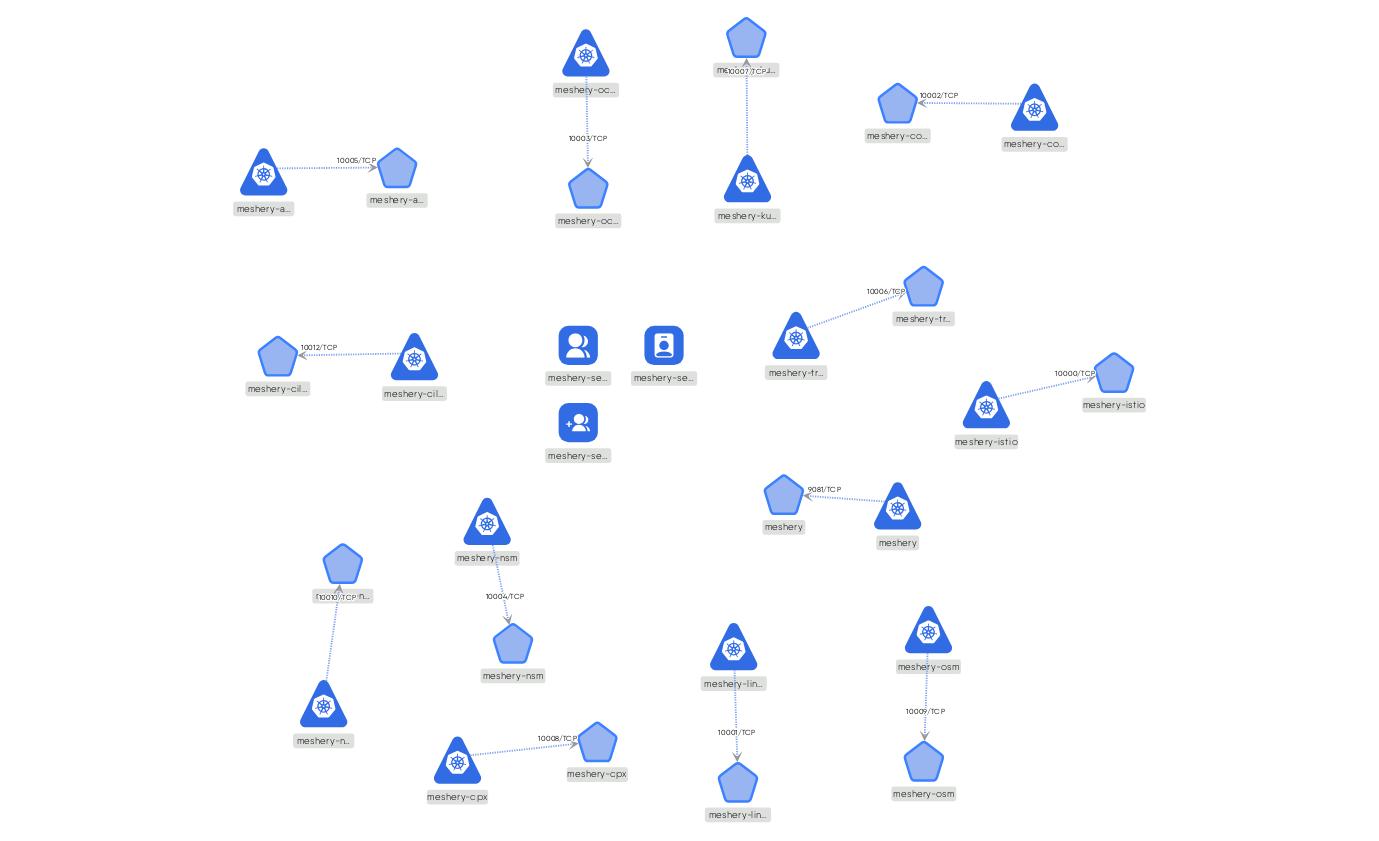 meshery-oc...
10003/TCP
meshery-oc...
10007/TCP
meshery-ku...
10002/TCP
meshery-co...
meshery-co...
10005/TCP
meshery-a...
meshery-a...
10012/TCP
meshery-cil...
meshery-cil...
meshery-se...
meshery-se...
meshery-se...
10006/TCP
meshery-tr...
meshery-tr...
10000/TCP
meshery-istio
meshery-istio
9081/TCP
meshery
meshery
meshery-nsm
10004/TCP
meshery-nsm
10010/TCP
meshery-n...
10008/TCP
meshery-cpx
meshery-cpx
meshery-lin...
10001/TCP
meshery-lin...
meshery-osm
10009/TCP
meshery-osm